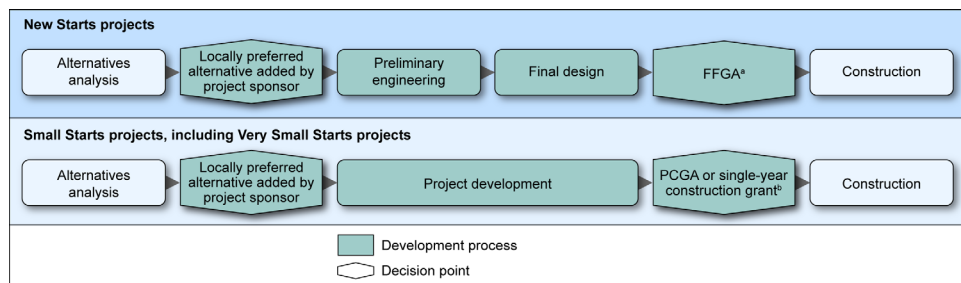 New Starts projects
Alternatives
analysis
Locally preferred
alternative added by
project sponsor
Preliminary
engineering
Final design
FFGAᵃ
Construction
Small Starts projects, including Very Small Starts projects
Alternatives
analysis
Locally preferred
alternative added by
project sponsor
Project development
PCGA or single-year
construction grantᵇ
Construction
Development process
Decision point